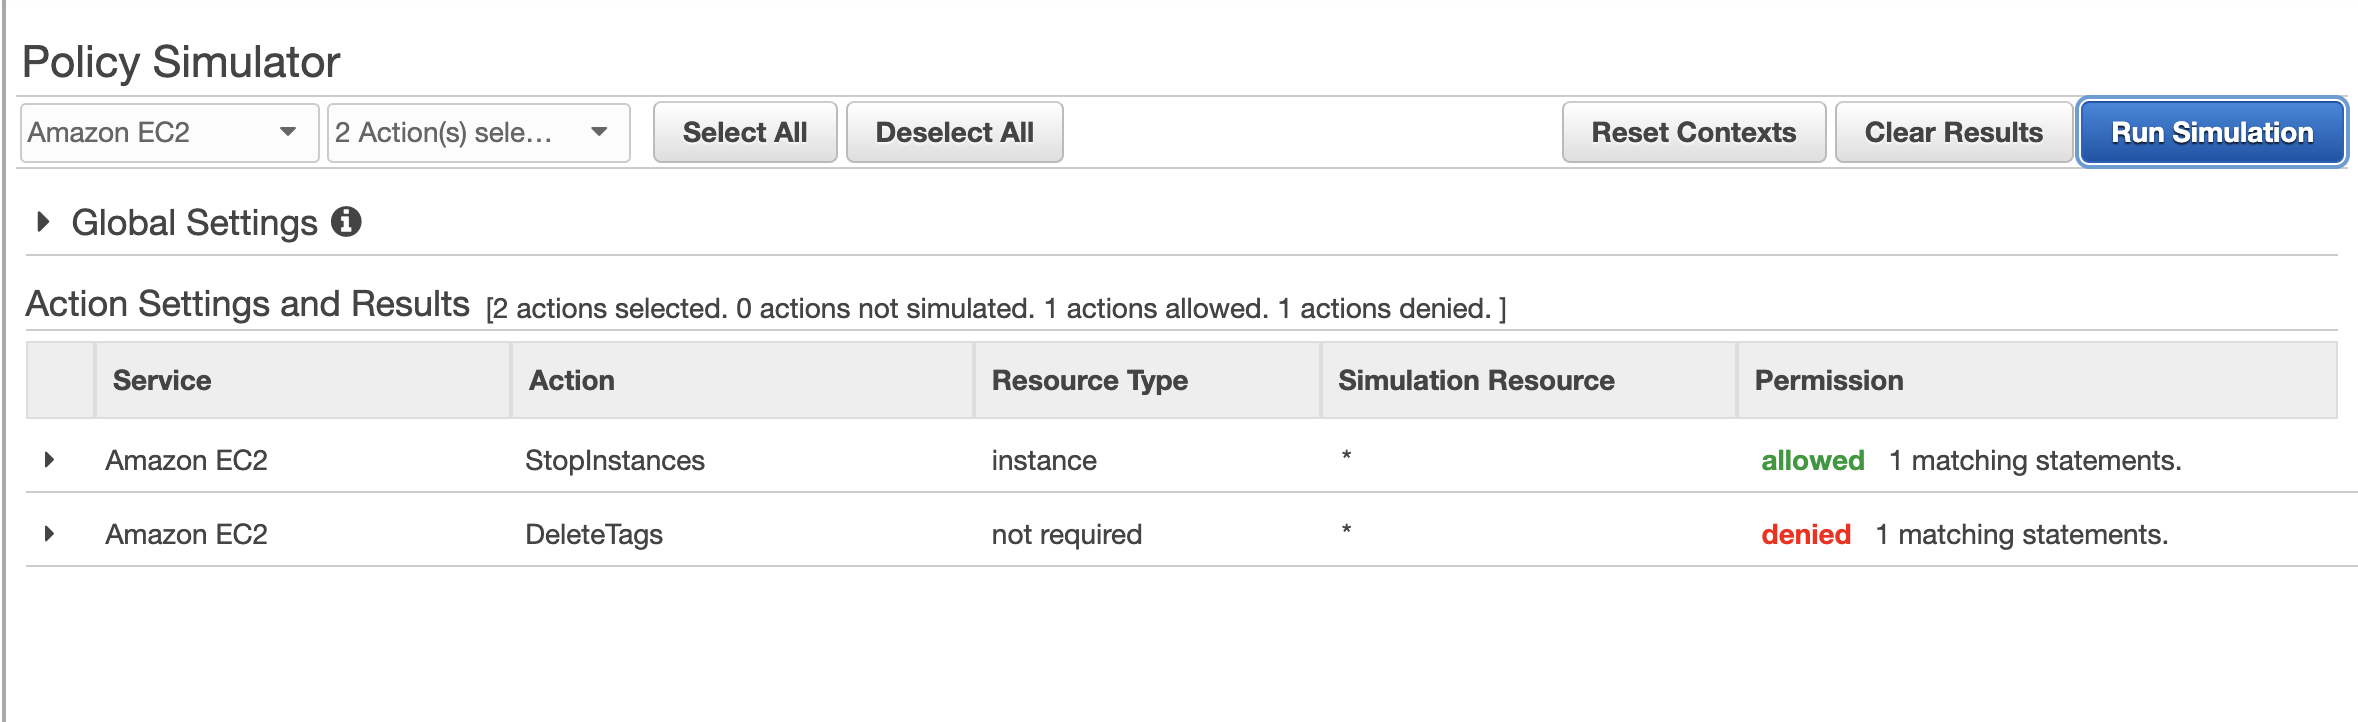 Policy Simulator
Amazon EC2 2 Action(s) sele... Select All Deselect All Reset Contexts Clear Results Run Simulation
Global Settings
Action Settings and Results [2 actions selected. 0 actions not simulated. 1 actions allowed. 1 actions denied. ]
Service Action Resource Type Simulation Resource Permission
Amazon EC2 StopInstances instance * allowed 1 matching statements.
Amazon EC2 DeleteTags not required * denied 1 matching statements.